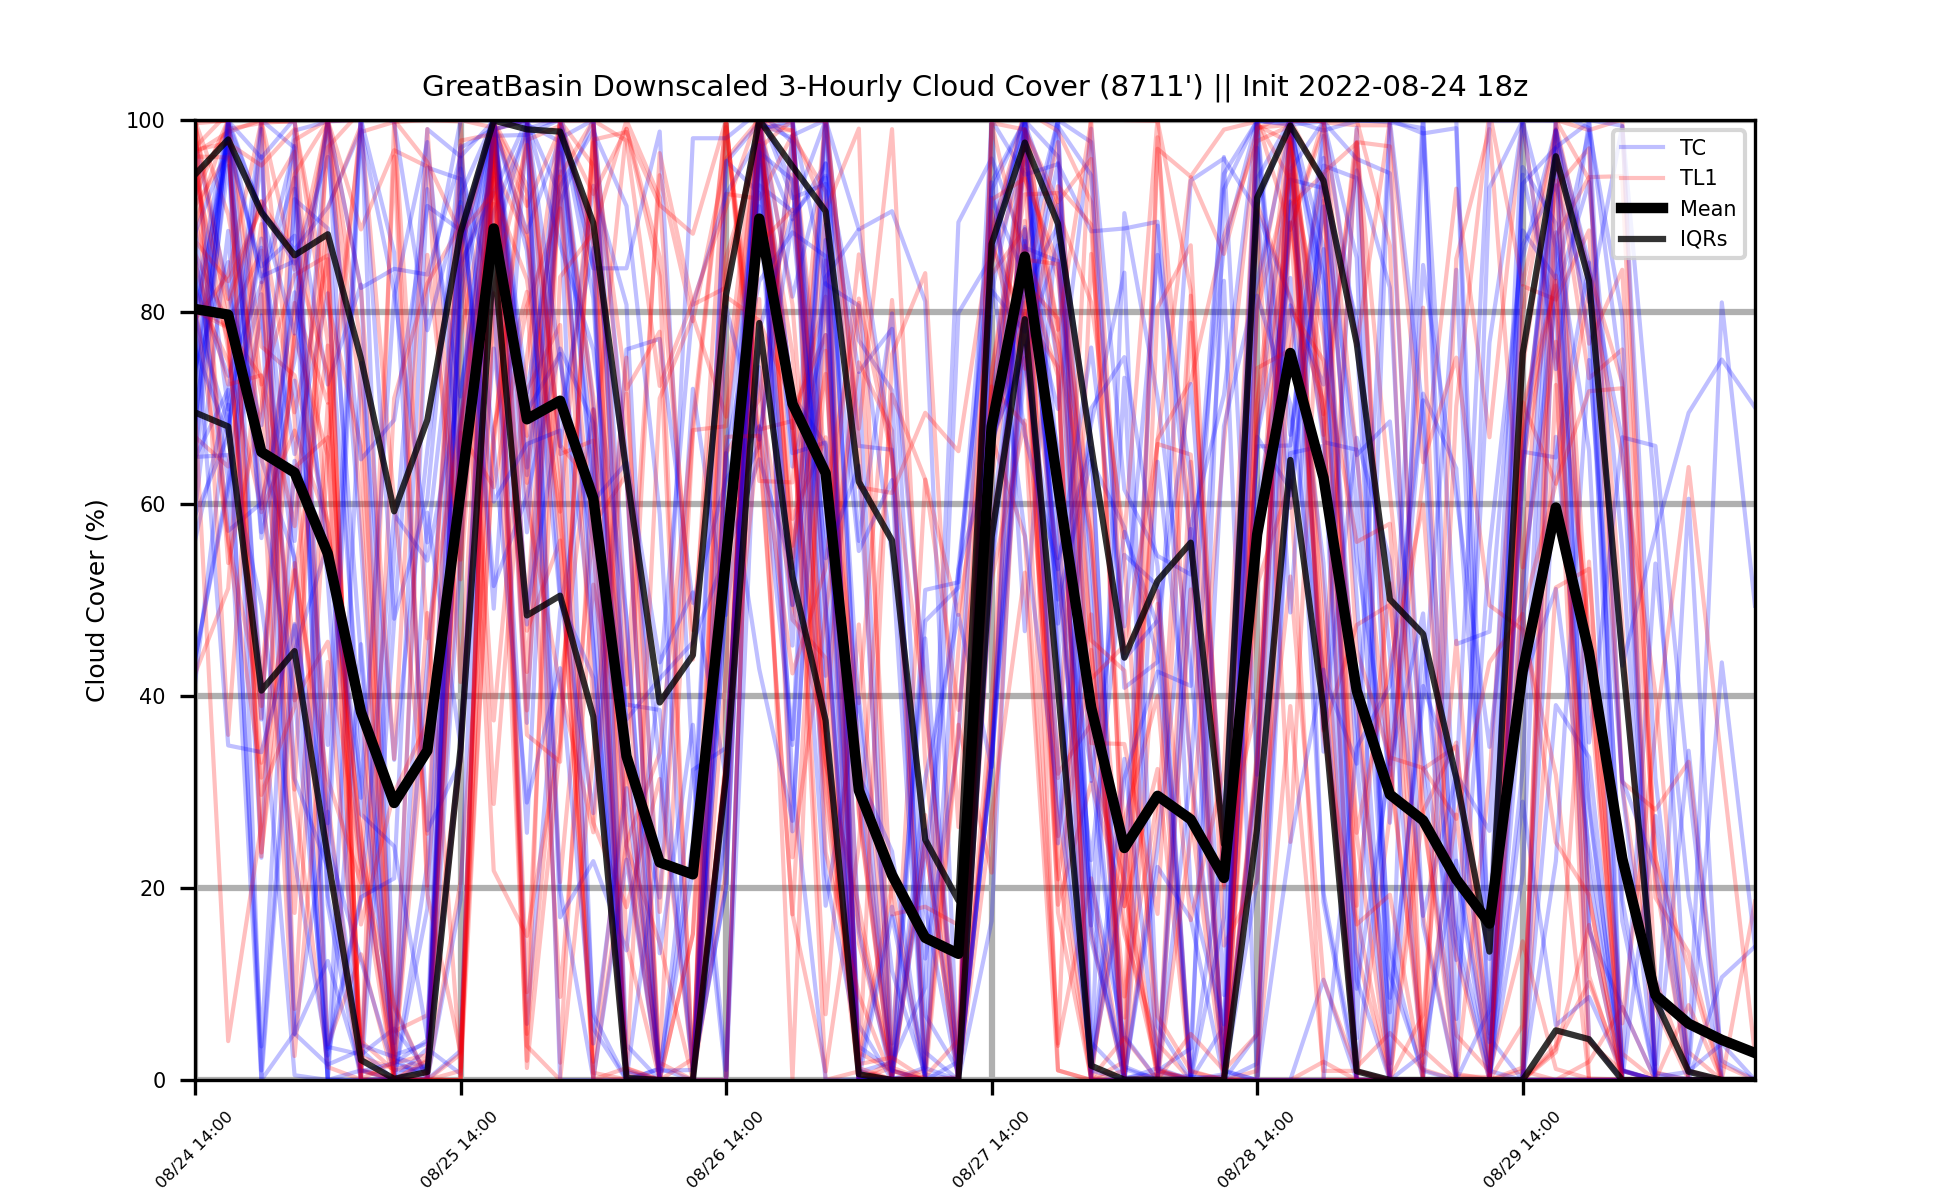 GreatBasin Downscaled 3-Hourly Cloud Cover (8711') || Init 2022-08-24 18z
Cloud Cover (%)
100
80
60
40
20
0
TC
TL1
Mean
IQRs
08/24 14:00
08/25 14:00
08/26 14:00
08/27 14:00
08/28 14:00
08/29 14:00